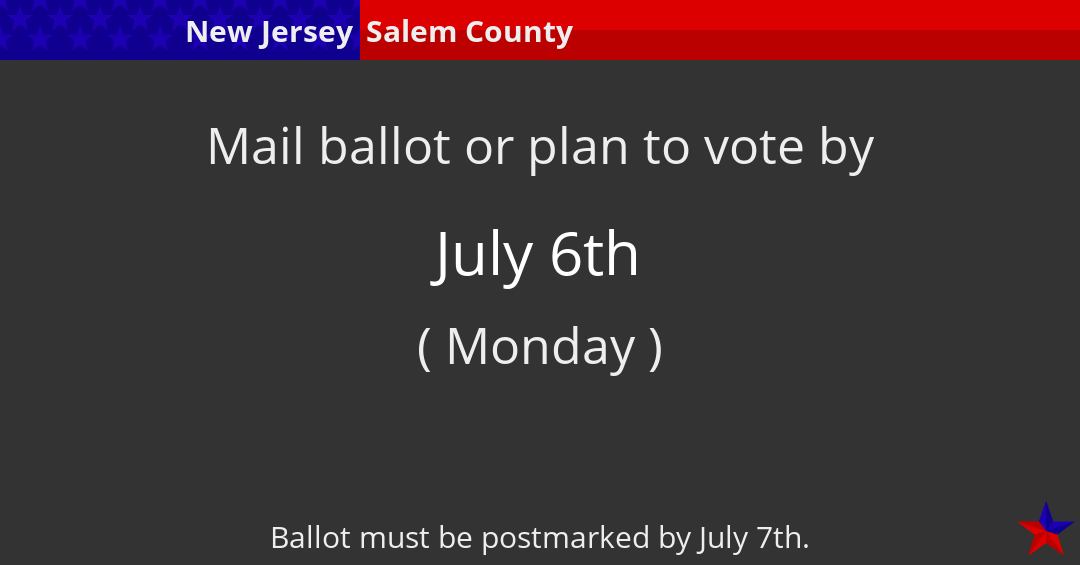 New Jersey Salem County
Mail ballot or plan to vote by
July 6th
( Monday )
Ballot must be postmarked by July 7th.